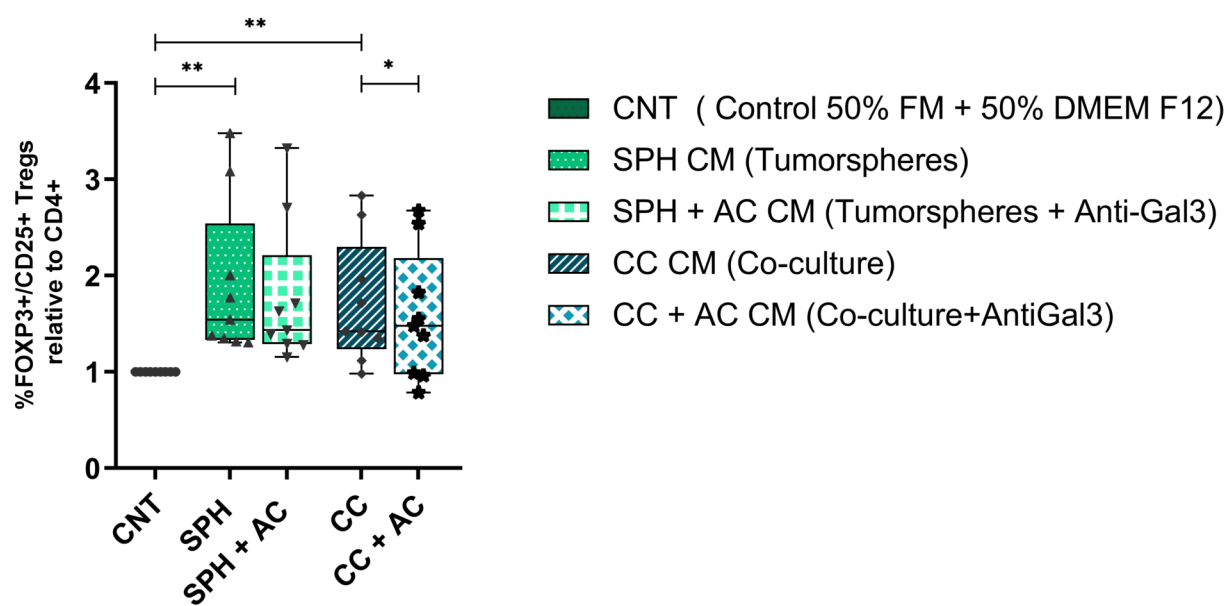 **
**
*
%FOXP3+/CD25+ Tregs
relative to CD4+
4
3
2
1
0
CNT
SPH
SPH + AC
CC
CC + AC
CNT ( Control 50% FM + 50% DMEM F12)
SPH CM (Tumorspheres)
SPH + AC CM (Tumorspheres + Anti-Gal3)
CC CM (Co-culture)
CC + AC CM (Co-culture+AntiGal3)